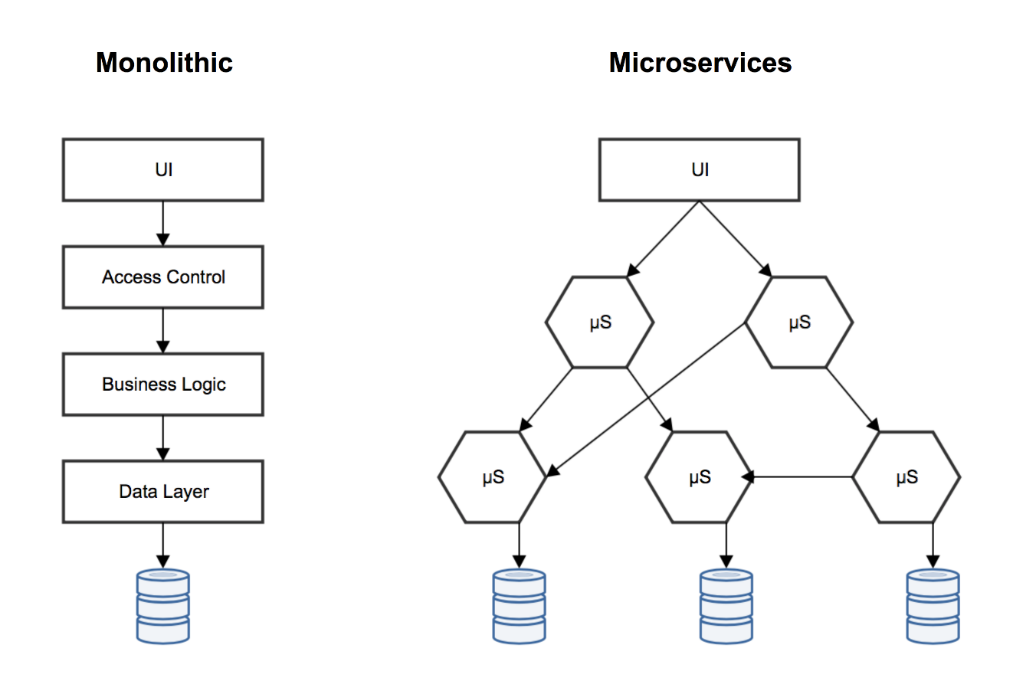 Monolithic
Microservices
UI
UI
Access Control
µS
µS
Business Logic
µS
µS
µS
Data Layer